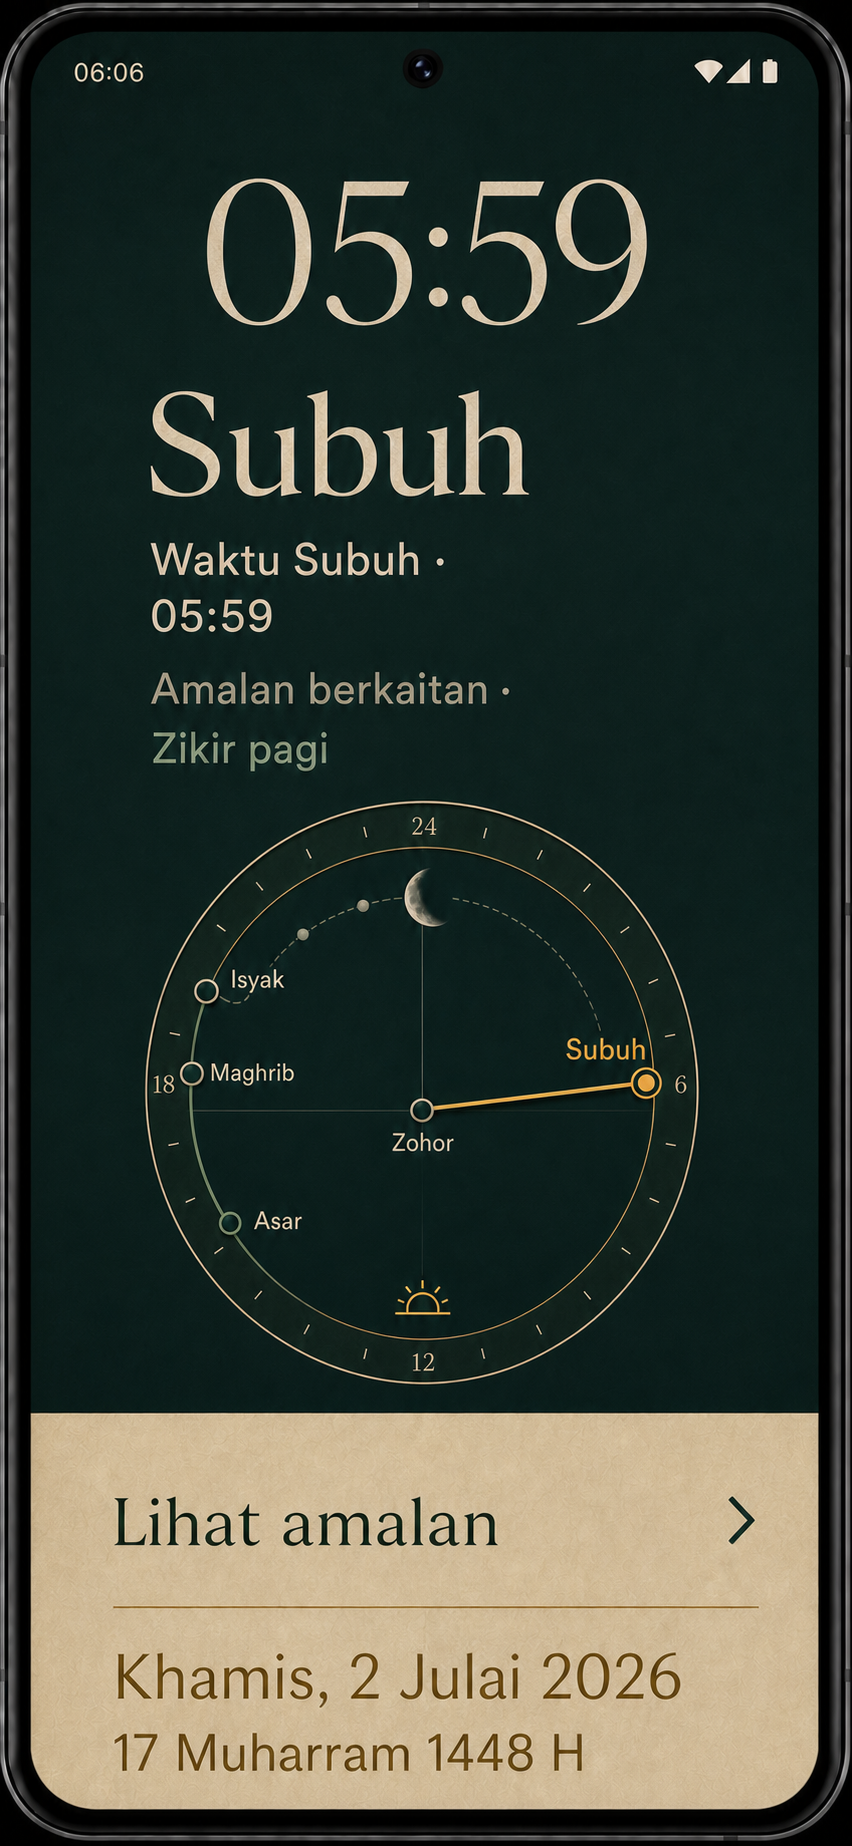 06:06
05:59
Subuh
Waktu Subuh ·
05:59
Amalan berkaitan ·
Zikir pagi
24
Isyak
Subuh
18
Maghrib
6
Zohor
Asar
12
Lihat amalan
Khamis, 2 Julai 2026
17 Muharram 1448 H